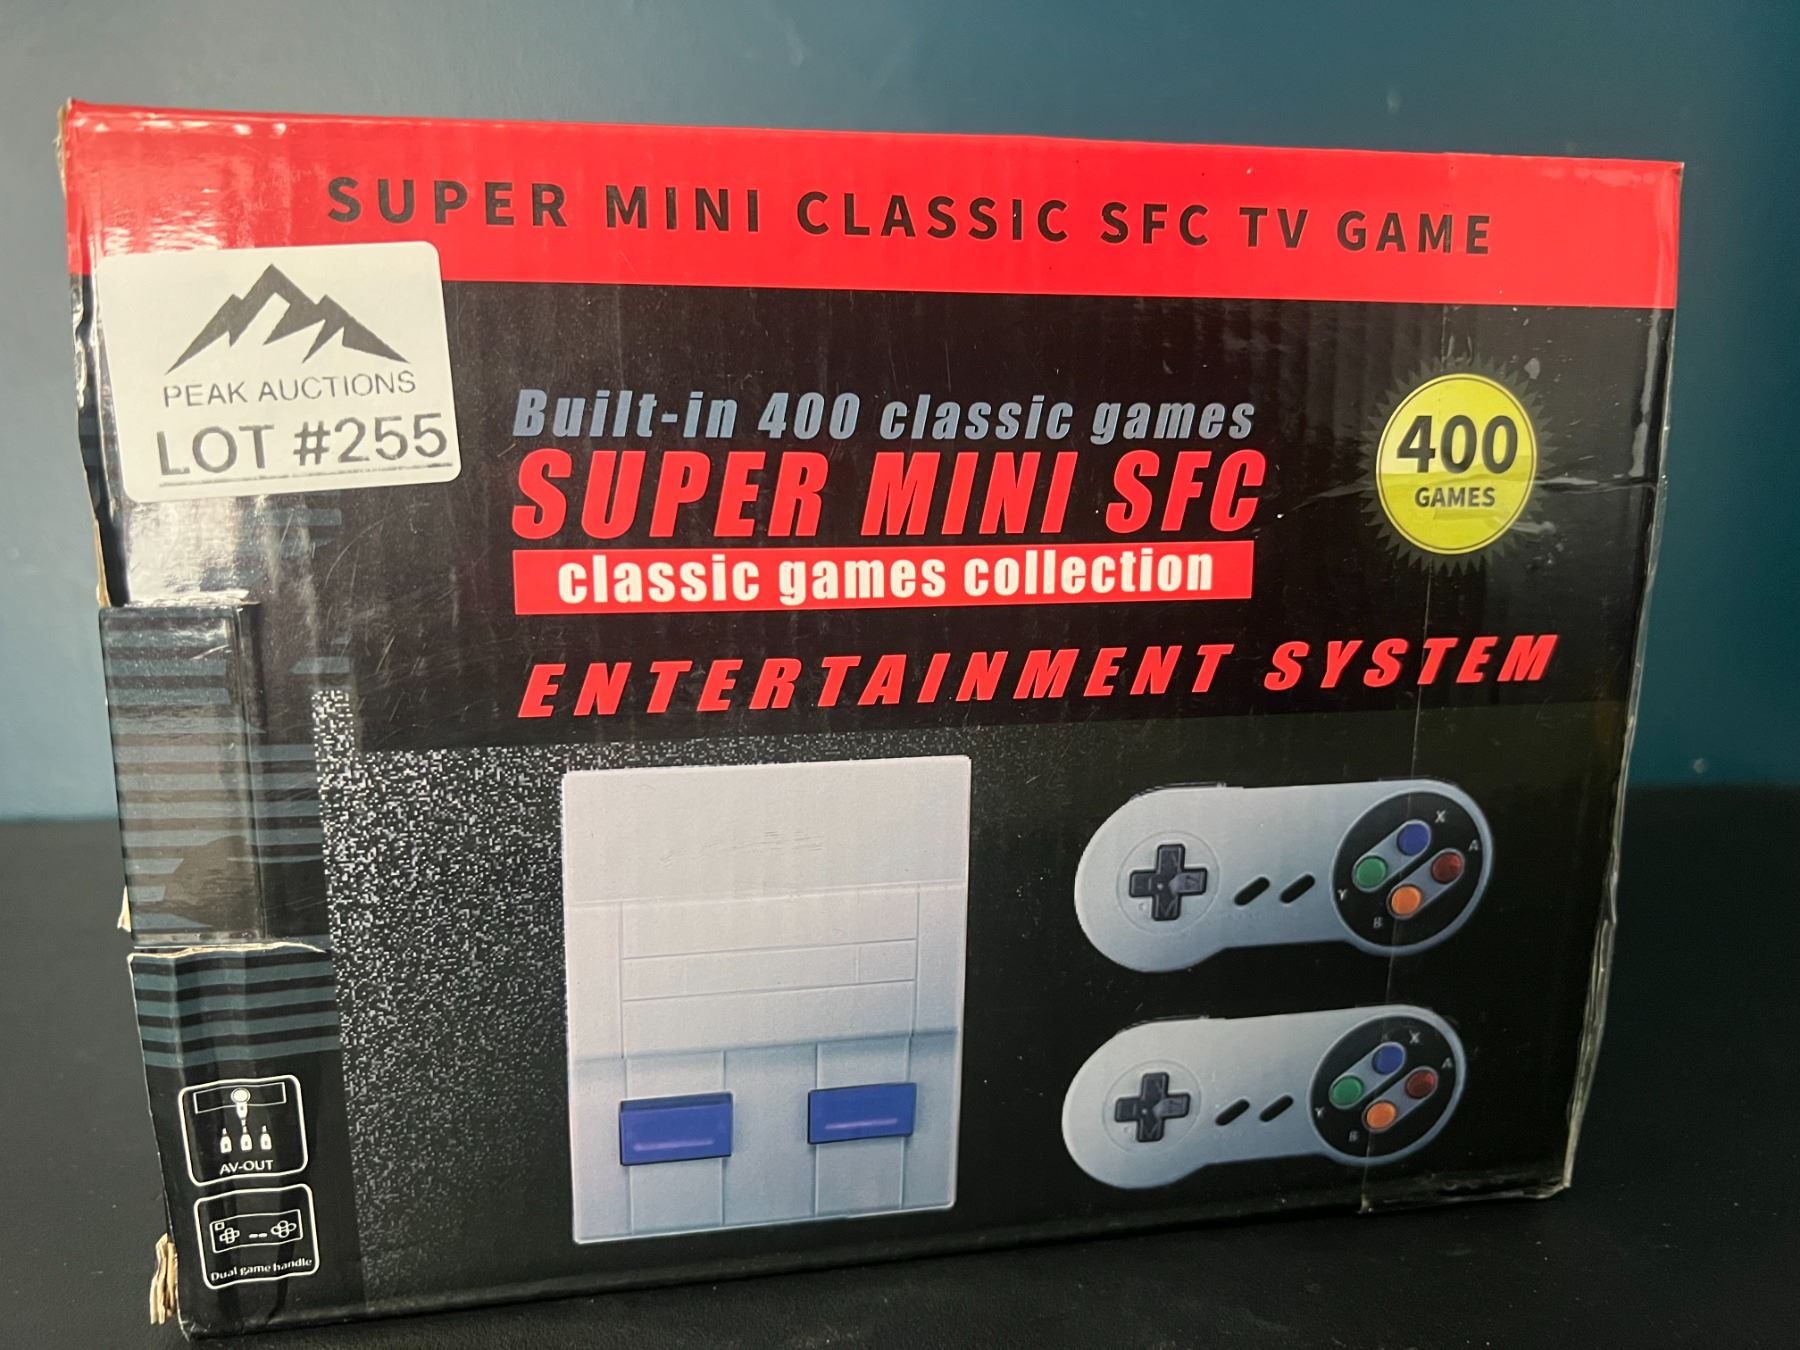 SUPER MINI CLASSIC SFC TV GAME
PEAK AUCTIONS
LOT #255
Built-in 400 classic games
SUPER MINI SFC
classic games collection
ENTERTAINMENT SYSTEM
400
GAMES
X
A
Y
B
X
A
Y
B
AV-OUT
Dual game handle